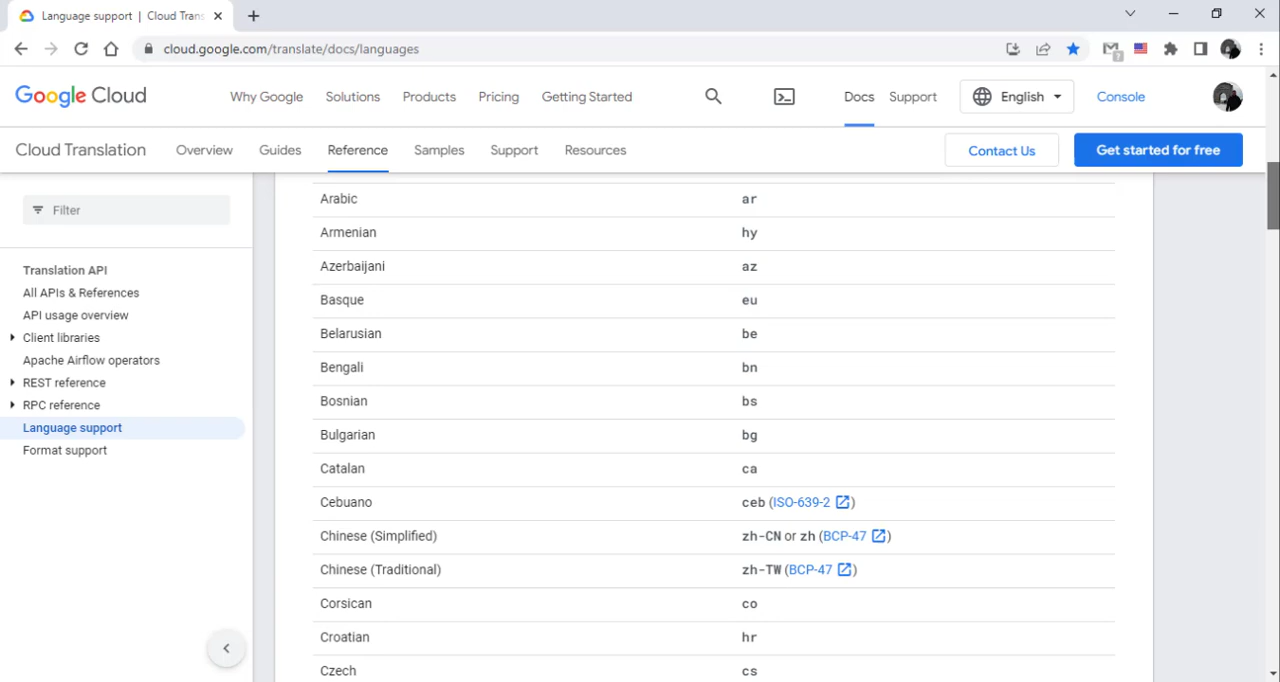 Language support | Cloud Trans
cloud.google.com/translate/docs/languages
Google Cloud Why Google Solutions Products Pricing Getting Started Docs Support English Console
Cloud Translation Overview Guides Reference Samples Support Resources Contact Us Get started for free
Filter
Translation API
All APIs & References
API usage overview
Client libraries
Apache Airflow operators
REST reference
RPC reference
Language support
Format support
Arabic ar
Armenian hy
Azerbaijani az
Basque eu
Belarusian be
Bengali bn
Bosnian bs
Bulgarian bg
Catalan ca
Cebuano ceb (ISO-639-2)
Chinese (Simplified) zh-CN or zh (BCP-47)
Chinese (Traditional) zh-TW (BCP-47)
Corsican co
Croatian hr
Czech cs